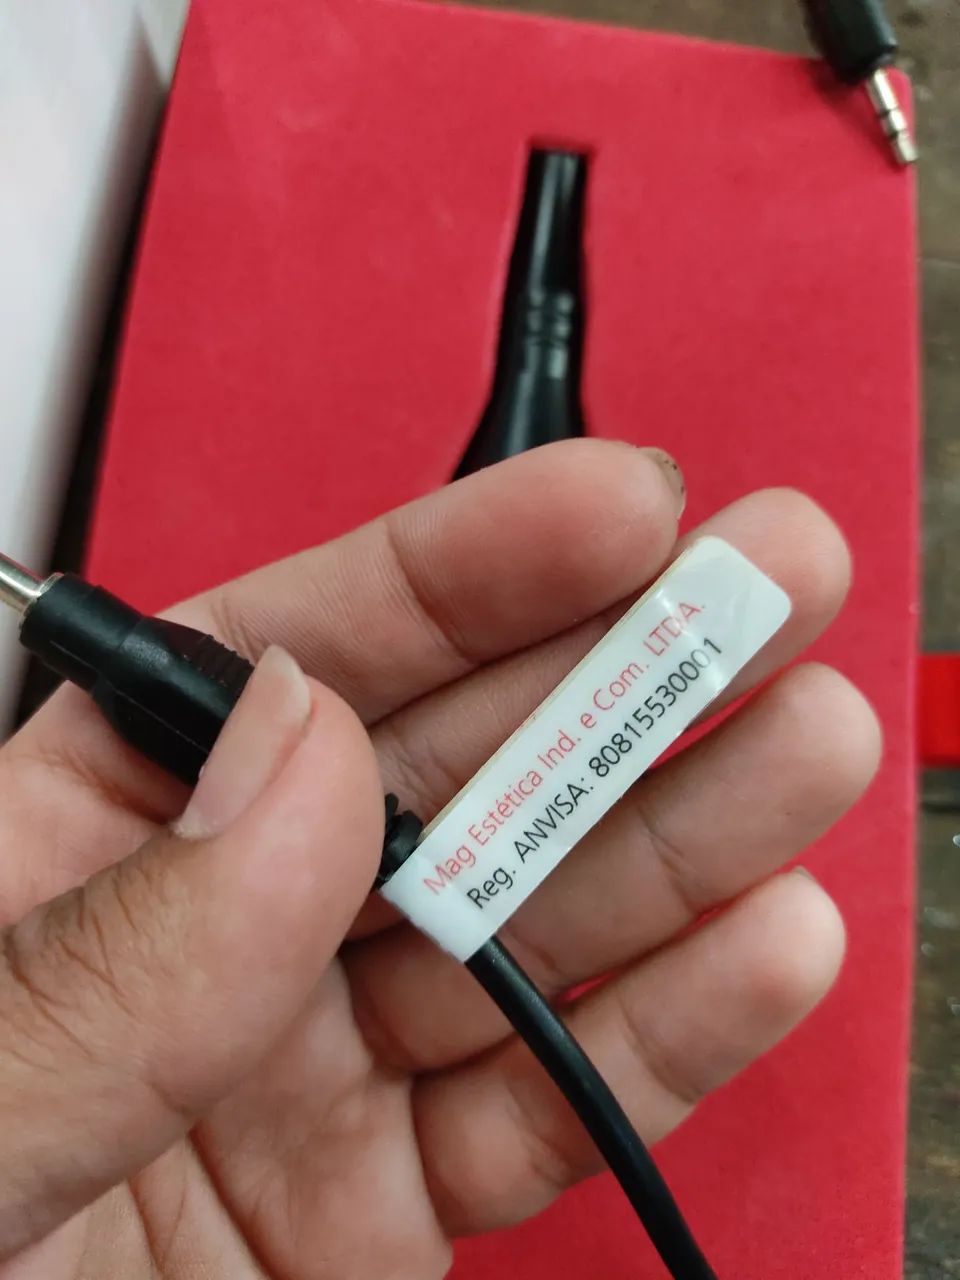 Mag Estética Ind. e Com. LTDA.
Reg. ANVISA: 80815530001